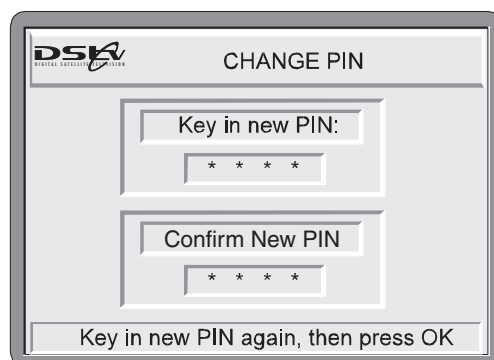 DStv
DIGITAL SATELLITE TELEVISION
CHANGE PIN
Key in new PIN:
* * * *
Confirm New PIN
* * * *
Key in new PIN again, then press OK